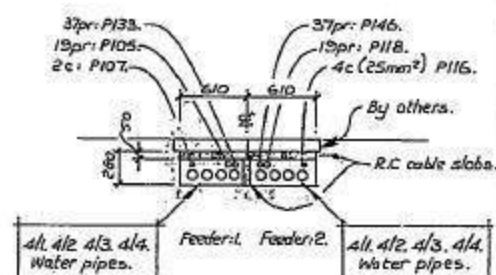 37pr: P133.
37pr: P146.
19pr: P105.
19pr: P118.
2c: P107.
4c (25mm²) P116.
610
610
50
By others.
R.C cable slabs.
4/1. 4/2. 4/3. 4/4.
Water pipes.
Feeder:1.
Feeder:2.
4/1. 4/2. 4/3. 4/4.
Water pipes.